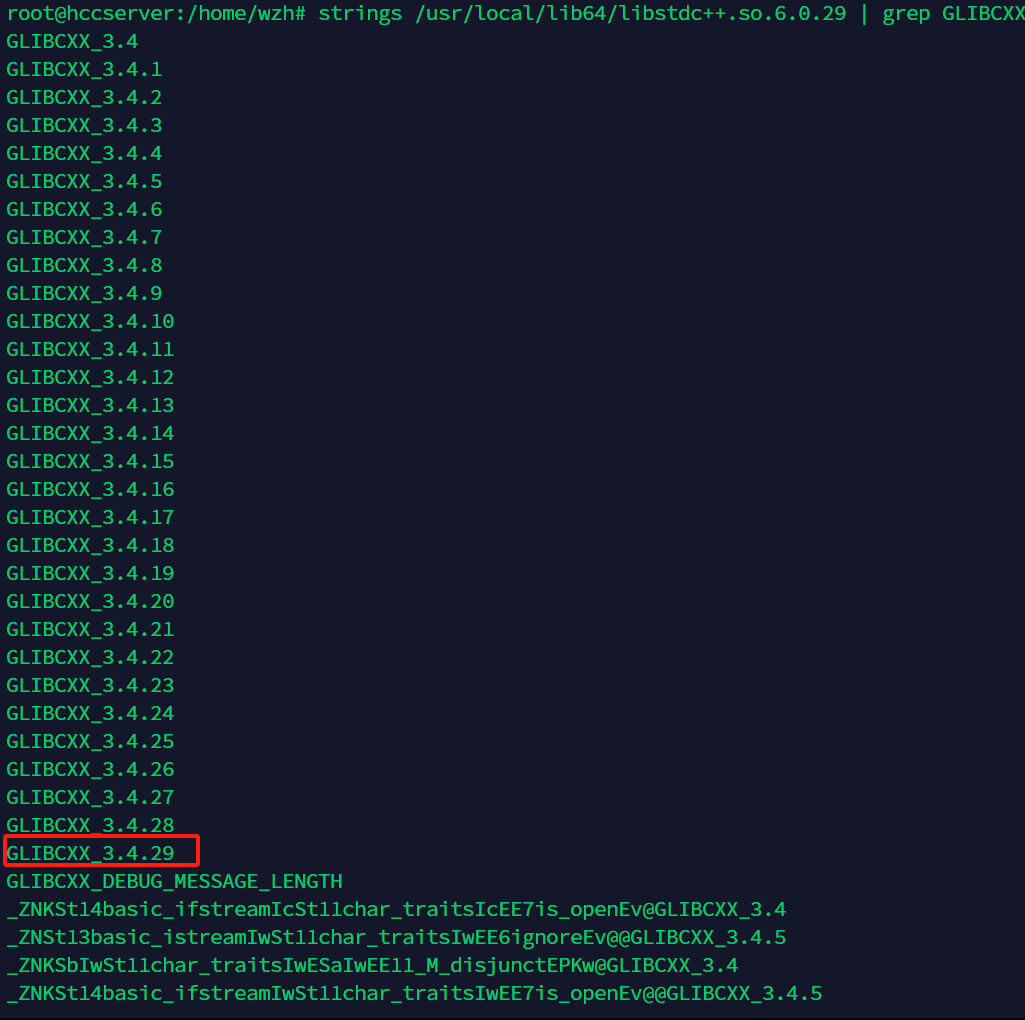 root@hccserver:/home/wzh# strings /usr/local/lib64/libstdc++.so.6.0.29 | grep GLIBCXX
GLIBCXX_3.4
GLIBCXX_3.4.1
GLIBCXX_3.4.2
GLIBCXX_3.4.3
GLIBCXX_3.4.4
GLIBCXX_3.4.5
GLIBCXX_3.4.6
GLIBCXX_3.4.7
GLIBCXX_3.4.8
GLIBCXX_3.4.9
GLIBCXX_3.4.10
GLIBCXX_3.4.11
GLIBCXX_3.4.12
GLIBCXX_3.4.13
GLIBCXX_3.4.14
GLIBCXX_3.4.15
GLIBCXX_3.4.16
GLIBCXX_3.4.17
GLIBCXX_3.4.18
GLIBCXX_3.4.19
GLIBCXX_3.4.20
GLIBCXX_3.4.21
GLIBCXX_3.4.22
GLIBCXX_3.4.23
GLIBCXX_3.4.24
GLIBCXX_3.4.25
GLIBCXX_3.4.26
GLIBCXX_3.4.27
GLIBCXX_3.4.28
GLIBCXX_3.4.29
GLIBCXX_DEBUG_MESSAGE_LENGTH
_ZNKSt14basic_ifstreamIcSt11char_traitsIcEE7is_openEv@GLIBCXX_3.4
_ZNSt13basic_istreamIwSt11char_traitsIwEE6ignoreEv@@GLIBCXX_3.4.5
_ZNKSbIwSt11char_traitsIwESaIwEE11_M_disjunctEPKw@GLIBCXX_3.4
_ZNKSt14basic_ifstreamIwSt11char_traitsIwEE7is_openEv@@GLIBCXX_3.4.5